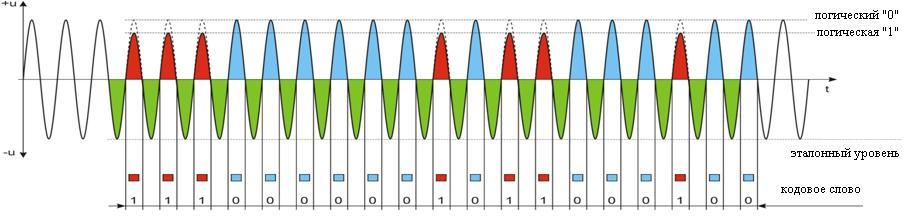 +u
логический "0"
логическая "1"
t
-u
эталонный уровень
кодовое слово
1 1 1 0 0 0 0 0 0 1 0 1 1 0 0 0 1 0 0